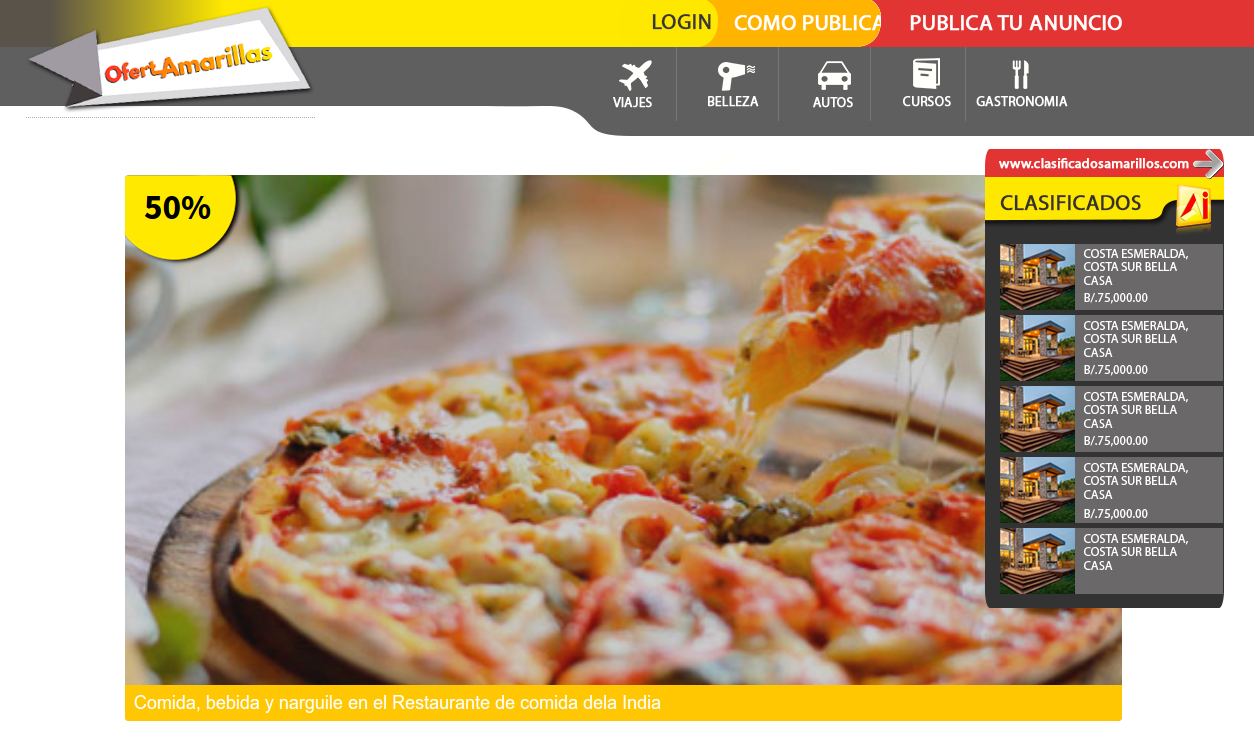 LOGIN
COMO PUBLICA
PUBLICA TU ANUNCIO
OfertAmarillas
VIAJES
BELLEZA
AUTOS
CURSOS
GASTRONOMIA
www.clasificadosamarillos.com
CLASIFICADOS
Ai
50%
COSTA ESMERALDA,
COSTA SUR BELLA
CASA
B/.75,000.00
COSTA ESMERALDA,
COSTA SUR BELLA
CASA
B/.75,000.00
COSTA ESMERALDA,
COSTA SUR BELLA
CASA
B/.75,000.00
COSTA ESMERALDA,
COSTA SUR BELLA
CASA
B/.75,000.00
COSTA ESMERALDA,
COSTA SUR BELLA
CASA
Comida, bebida y narguile en el Restaurante de comida dela India